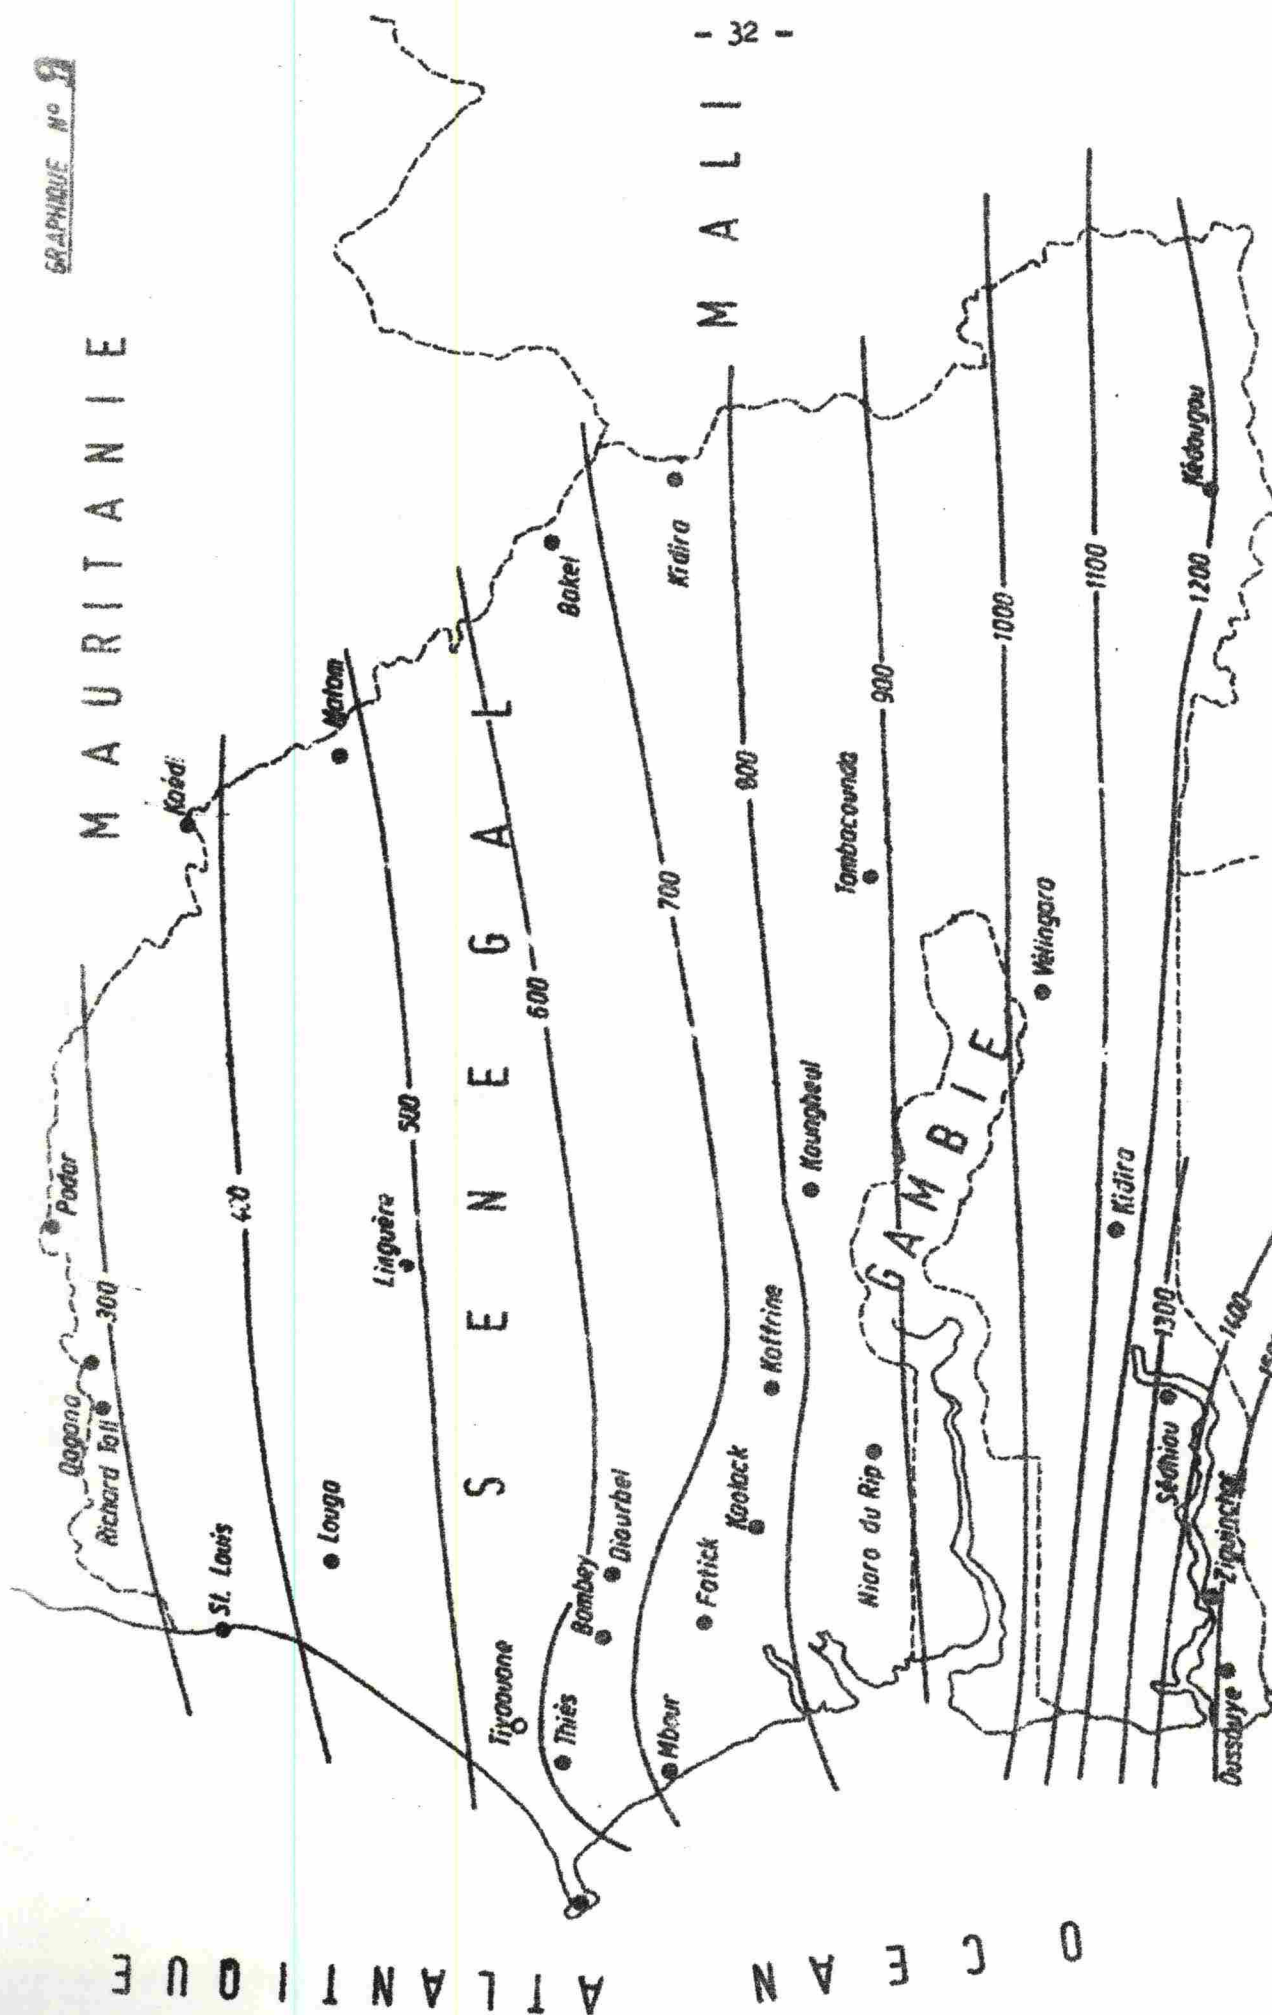 - 32 -
GRAPHIQUE N° 9
MAURITANIE
MALI
SENEGAL
GAMBIE
OCEAN ATLANTIQUE
Podor
Dagana
Richard Toll
300
St. Louis
Kaédi
Louga
Matam
Linguère
500
600
Bakel
Kidira
Tivaouane
Thiès
Bambey
Diourbel
700
Mbour
Fatick
Kaolack
Kaffrine
Koungheul
800
Tambacounda
900
Nioro du Rip
1000
Vélingara
1100
Kidira
1200
Kédougou
1300
Sédhiou
1400
Ziguinchor
Oussouye